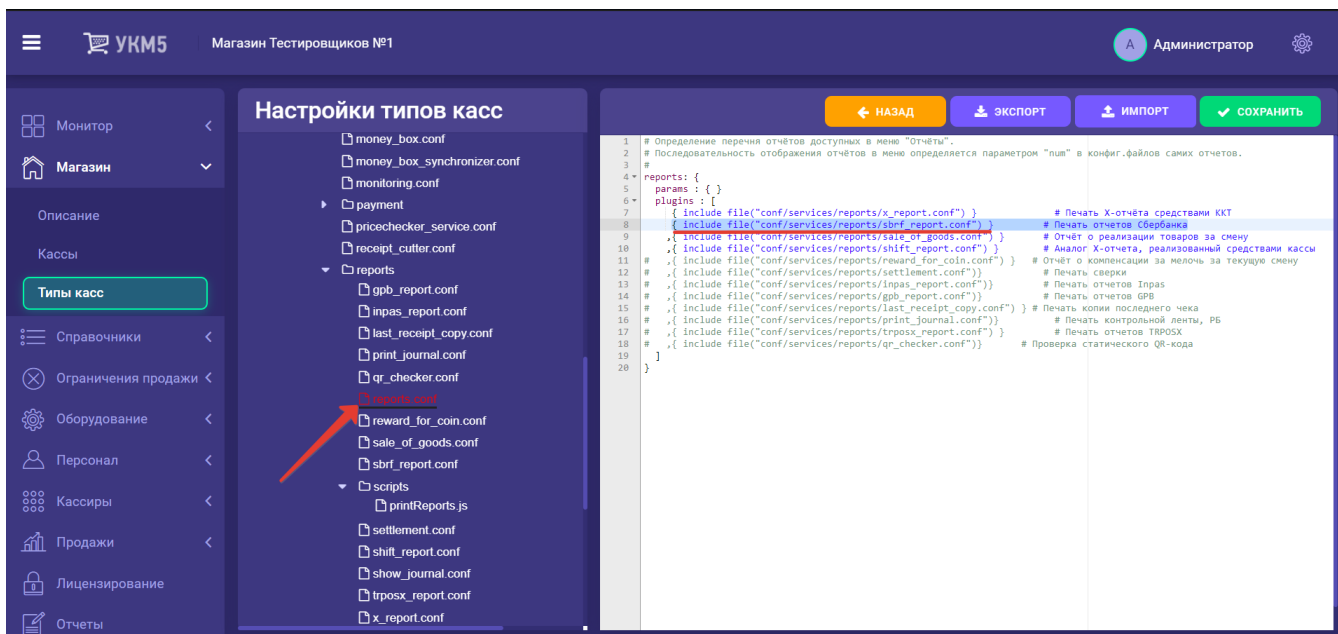 УКМ5
Магазин Тестировщиков №1
А
Администратор
Монитор
Магазин
Описание
Кассы
Типы касс
Справочники
Ограничения продажи
Оборудование
Персонал
Кассиры
Продажи
Лицензирование
Отчеты
Настройки типов касс
money_box.conf
money_box_synchronizer.conf
monitoring.conf
payment
pricechecker_service.conf
receipt_cutter.conf
reports
gpb_report.conf
inpas_report.conf
last_receipt_copy.conf
print_journal.conf
qr_checker.conf
reports.conf
reward_for_coin.conf
sale_of_goods.conf
sbrf_report.conf
scripts
printReports.js
settlement.conf
shift_report.conf
show_journal.conf
trposx_report.conf
x_report.conf
НАЗАД
ЭКСПОРТ
ИМПОРТ
СОХРАНИТЬ
1 # Определение перечня отчётов доступных в меню "Отчёты".
2 # Последовательность отображения отчётов в меню определяется параметром "num" в конфиг.файлов самих отчетов.
3 #
4 reports: {
5 params : { }
6 plugins : [
7 { include file("conf/services/reports/x_report.conf") } # Печать X-отчёта средствами ККТ
8 { include file("conf/services/reports/sbrf_report.conf") } # Печать отчетов Сбербанка
9 ,{ include file("conf/services/reports/sale_of_goods.conf") } # Отчёт о реализации товаров за смену
10 ,{ include file("conf/services/reports/shift_report.conf") } # Аналог X-отчета, реализованный средствами кассы
11 # ,{ include file("conf/services/reports/reward_for_coin.conf") } # Отчёт о компенсации за мелочь за текущую смену
12 # ,{ include file("conf/services/reports/settlement.conf")} # Печать сверки
13 # ,{ include file("conf/services/reports/inpas_report.conf")} # Печать отчетов Inpas
14 # ,{ include file("conf/services/reports/gpb_report.conf")} # Печать отчетов GPB
15 # ,{ include file("conf/services/reports/last_receipt_copy.conf") } # Печать копии последнего чека
16 # ,{ include file("conf/services/reports/print_journal.conf")} # Печать контрольной ленты, РБ
17 # ,{ include file("conf/services/reports/trposx_report.conf") } # Печать отчетов TRPOSX
18 # ,{ include file("conf/services/reports/qr_checker.conf")} # Проверка статического QR-кода
19 ]
20 }